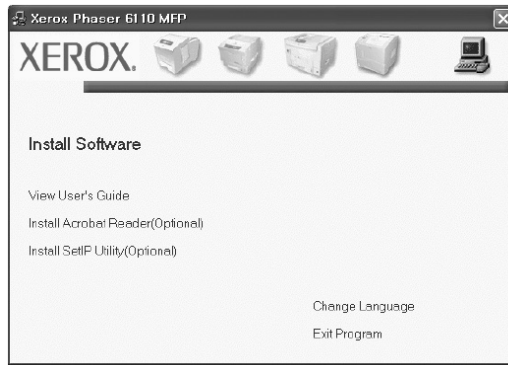 Xerox Phaser 6110 MFP
XEROX.
Install Software
View User's Guide
Install Acrobat Reader(Optional)
Install SetIP Utility(Optional)
Change Language
Exit Program